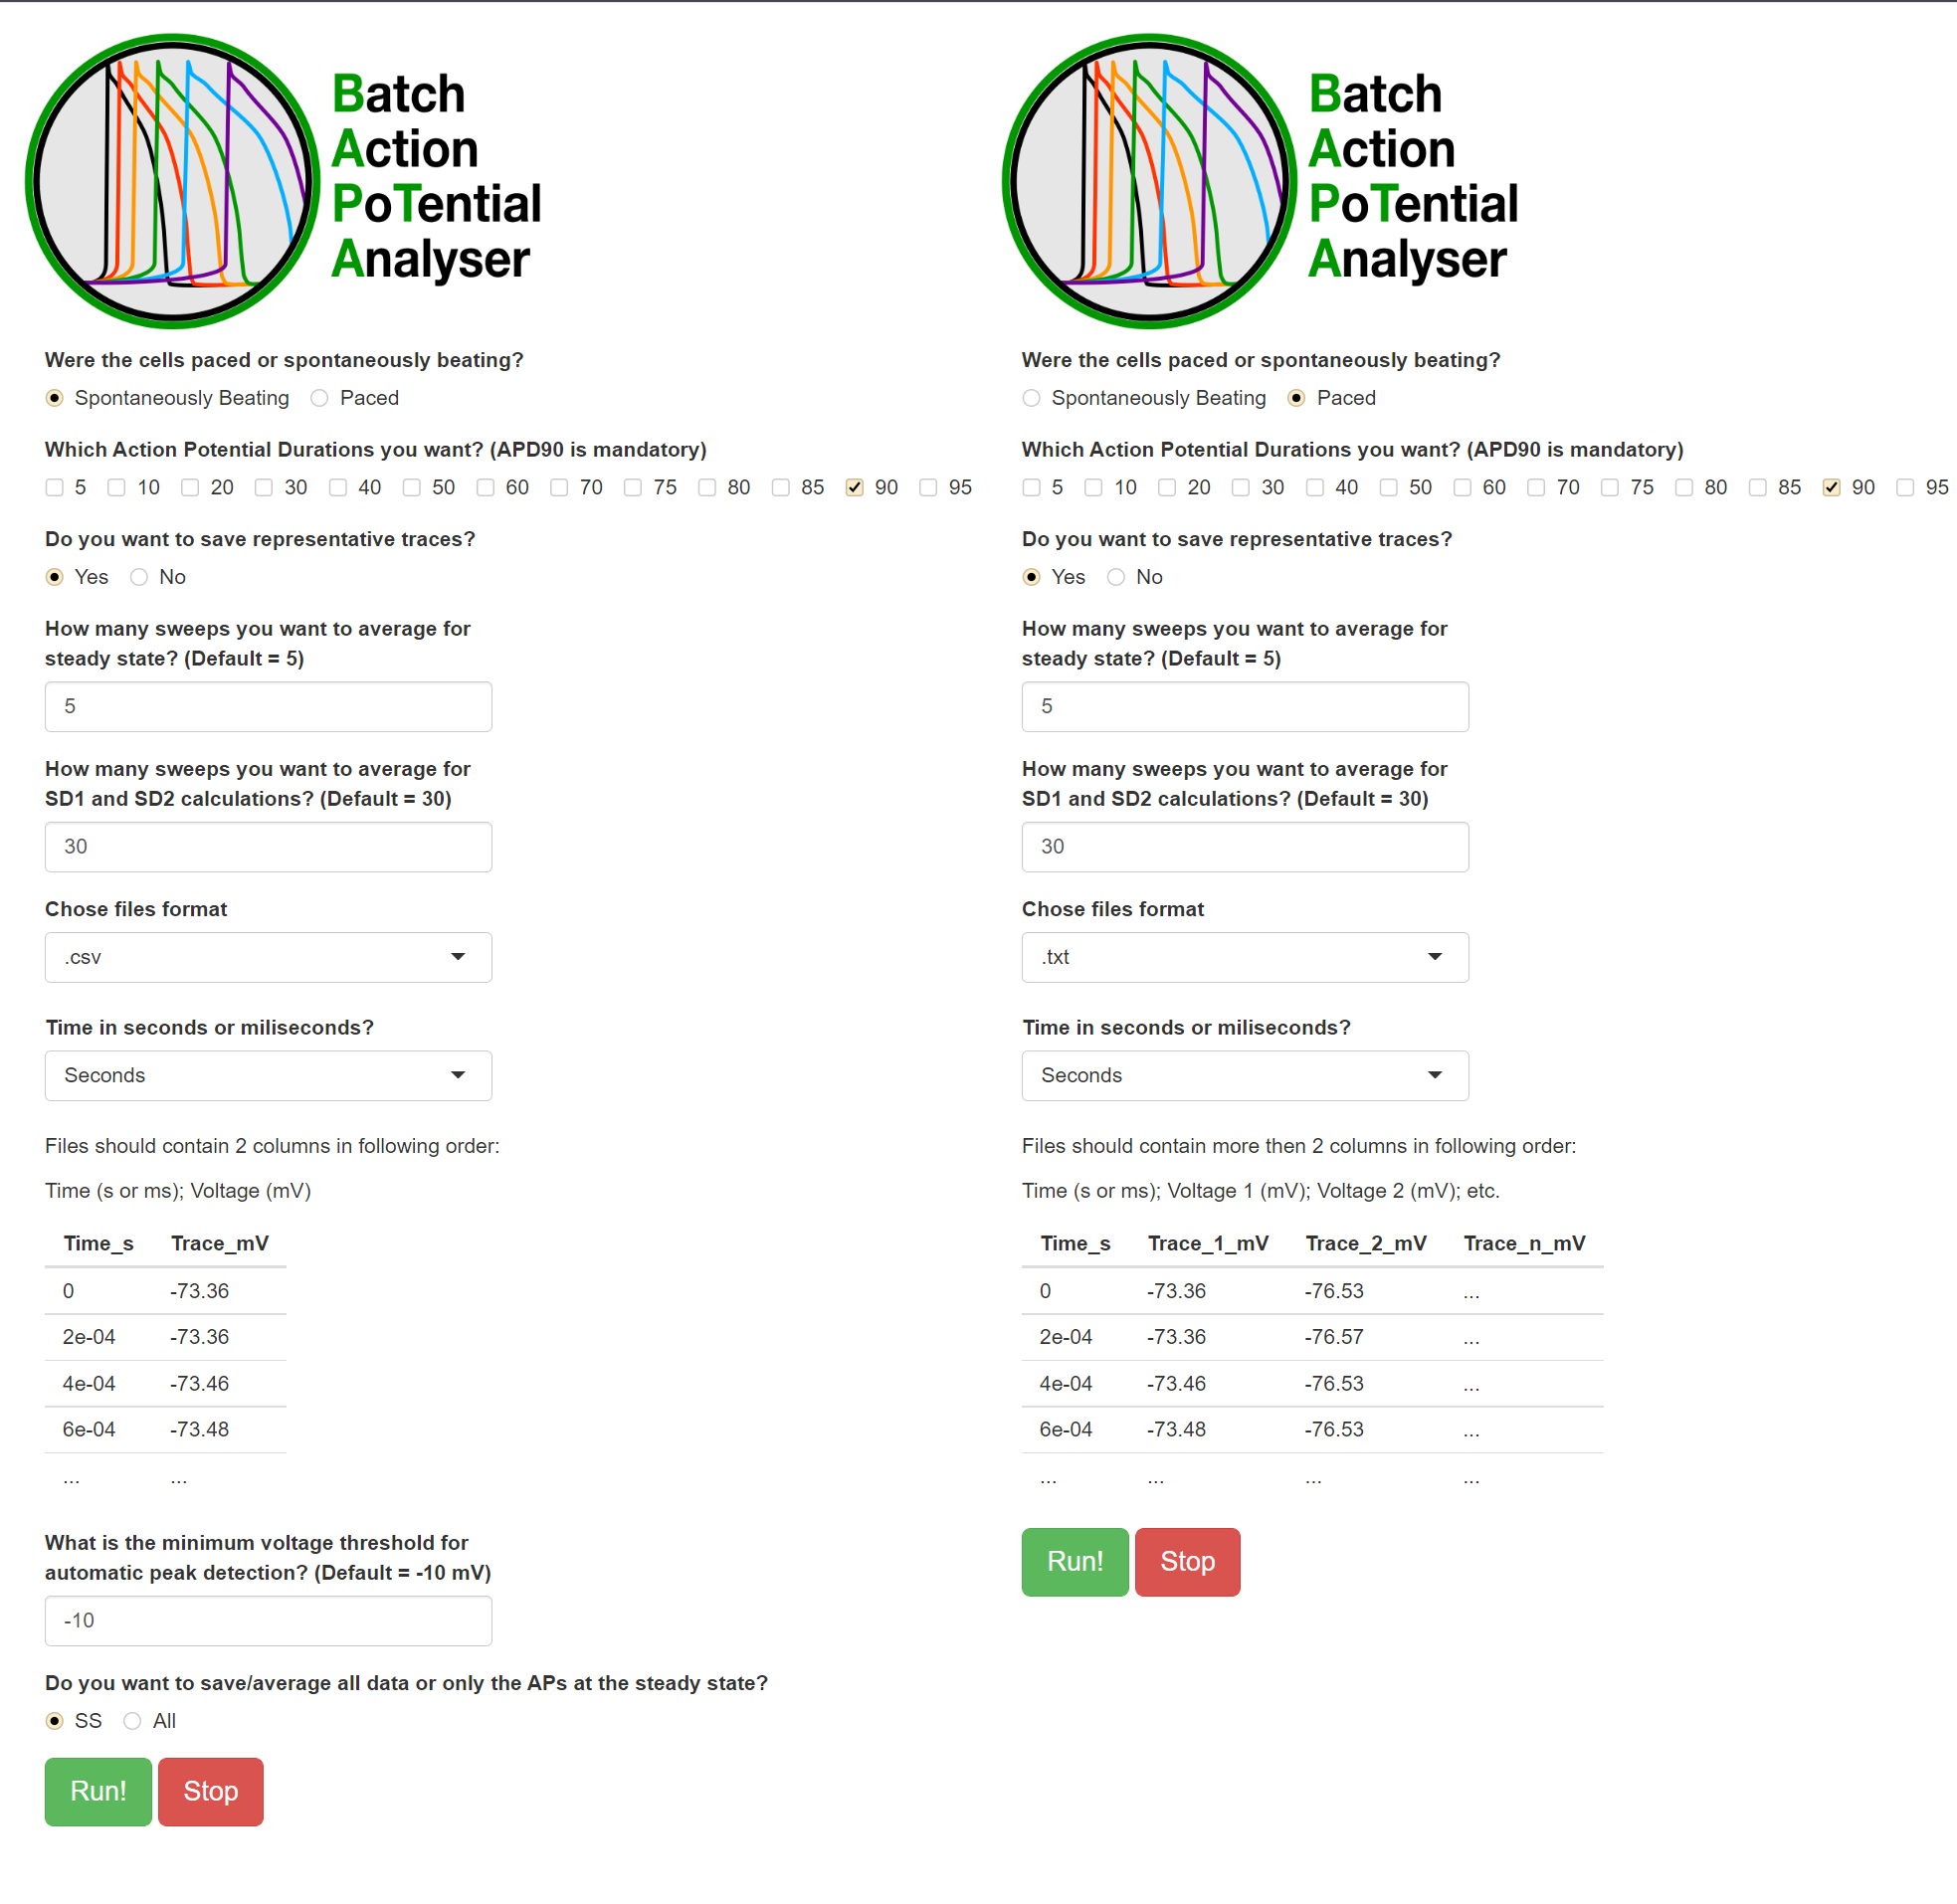 Batch
Action
PoTential
Analyser
Were the cells paced or spontaneously beating?
Spontaneously Beating Paced
Which Action Potential Durations you want? (APD90 is mandatory)
5 10 20 30 40 50 60 70 75 80 85 90 95
Do you want to save representative traces?
Yes No
How many sweeps you want to average for
steady state? (Default = 5)
5
How many sweeps you want to average for
SD1 and SD2 calculations? (Default = 30)
30
Chose files format
.csv
Time in seconds or miliseconds?
Seconds
Files should contain 2 columns in following order:
Time (s or ms); Voltage (mV)
Time_s Trace_mV
0 -73.36
2e-04 -73.36
4e-04 -73.46
6e-04 -73.48
... ...
What is the minimum voltage threshold for
automatic peak detection? (Default = -10 mV)
-10
Do you want to save/average all data or only the APs at the steady state?
SS All
Run! Stop
Batch
Action
PoTential
Analyser
Were the cells paced or spontaneously beating?
Spontaneously Beating Paced
Which Action Potential Durations you want? (APD90 is mandatory)
5 10 20 30 40 50 60 70 75 80 85 90 95
Do you want to save representative traces?
Yes No
How many sweeps you want to average for
steady state? (Default = 5)
5
How many sweeps you want to average for
SD1 and SD2 calculations? (Default = 30)
30
Chose files format
.txt
Time in seconds or miliseconds?
Seconds
Files should contain more then 2 columns in following order:
Time (s or ms); Voltage 1 (mV); Voltage 2 (mV); etc.
Time_s Trace_1_mV Trace_2_mV Trace_n_mV
0 -73.36 -76.53 ...
2e-04 -73.36 -76.57 ...
4e-04 -73.46 -76.53 ...
6e-04 -73.48 -76.53 ...
... ... ... ...
Run! Stop